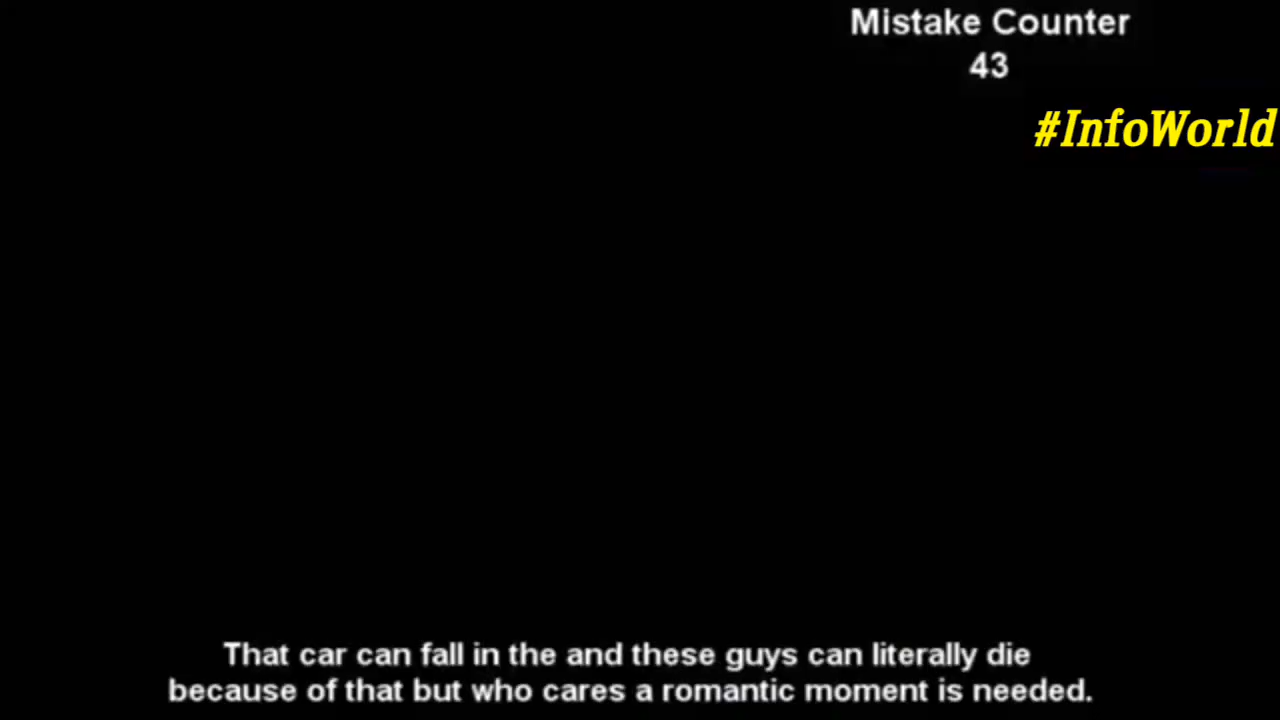 Mistake Counter
43
#InfoWorld
That car can fall in the and these guys can literally die
because of that but who cares a romantic moment is needed.